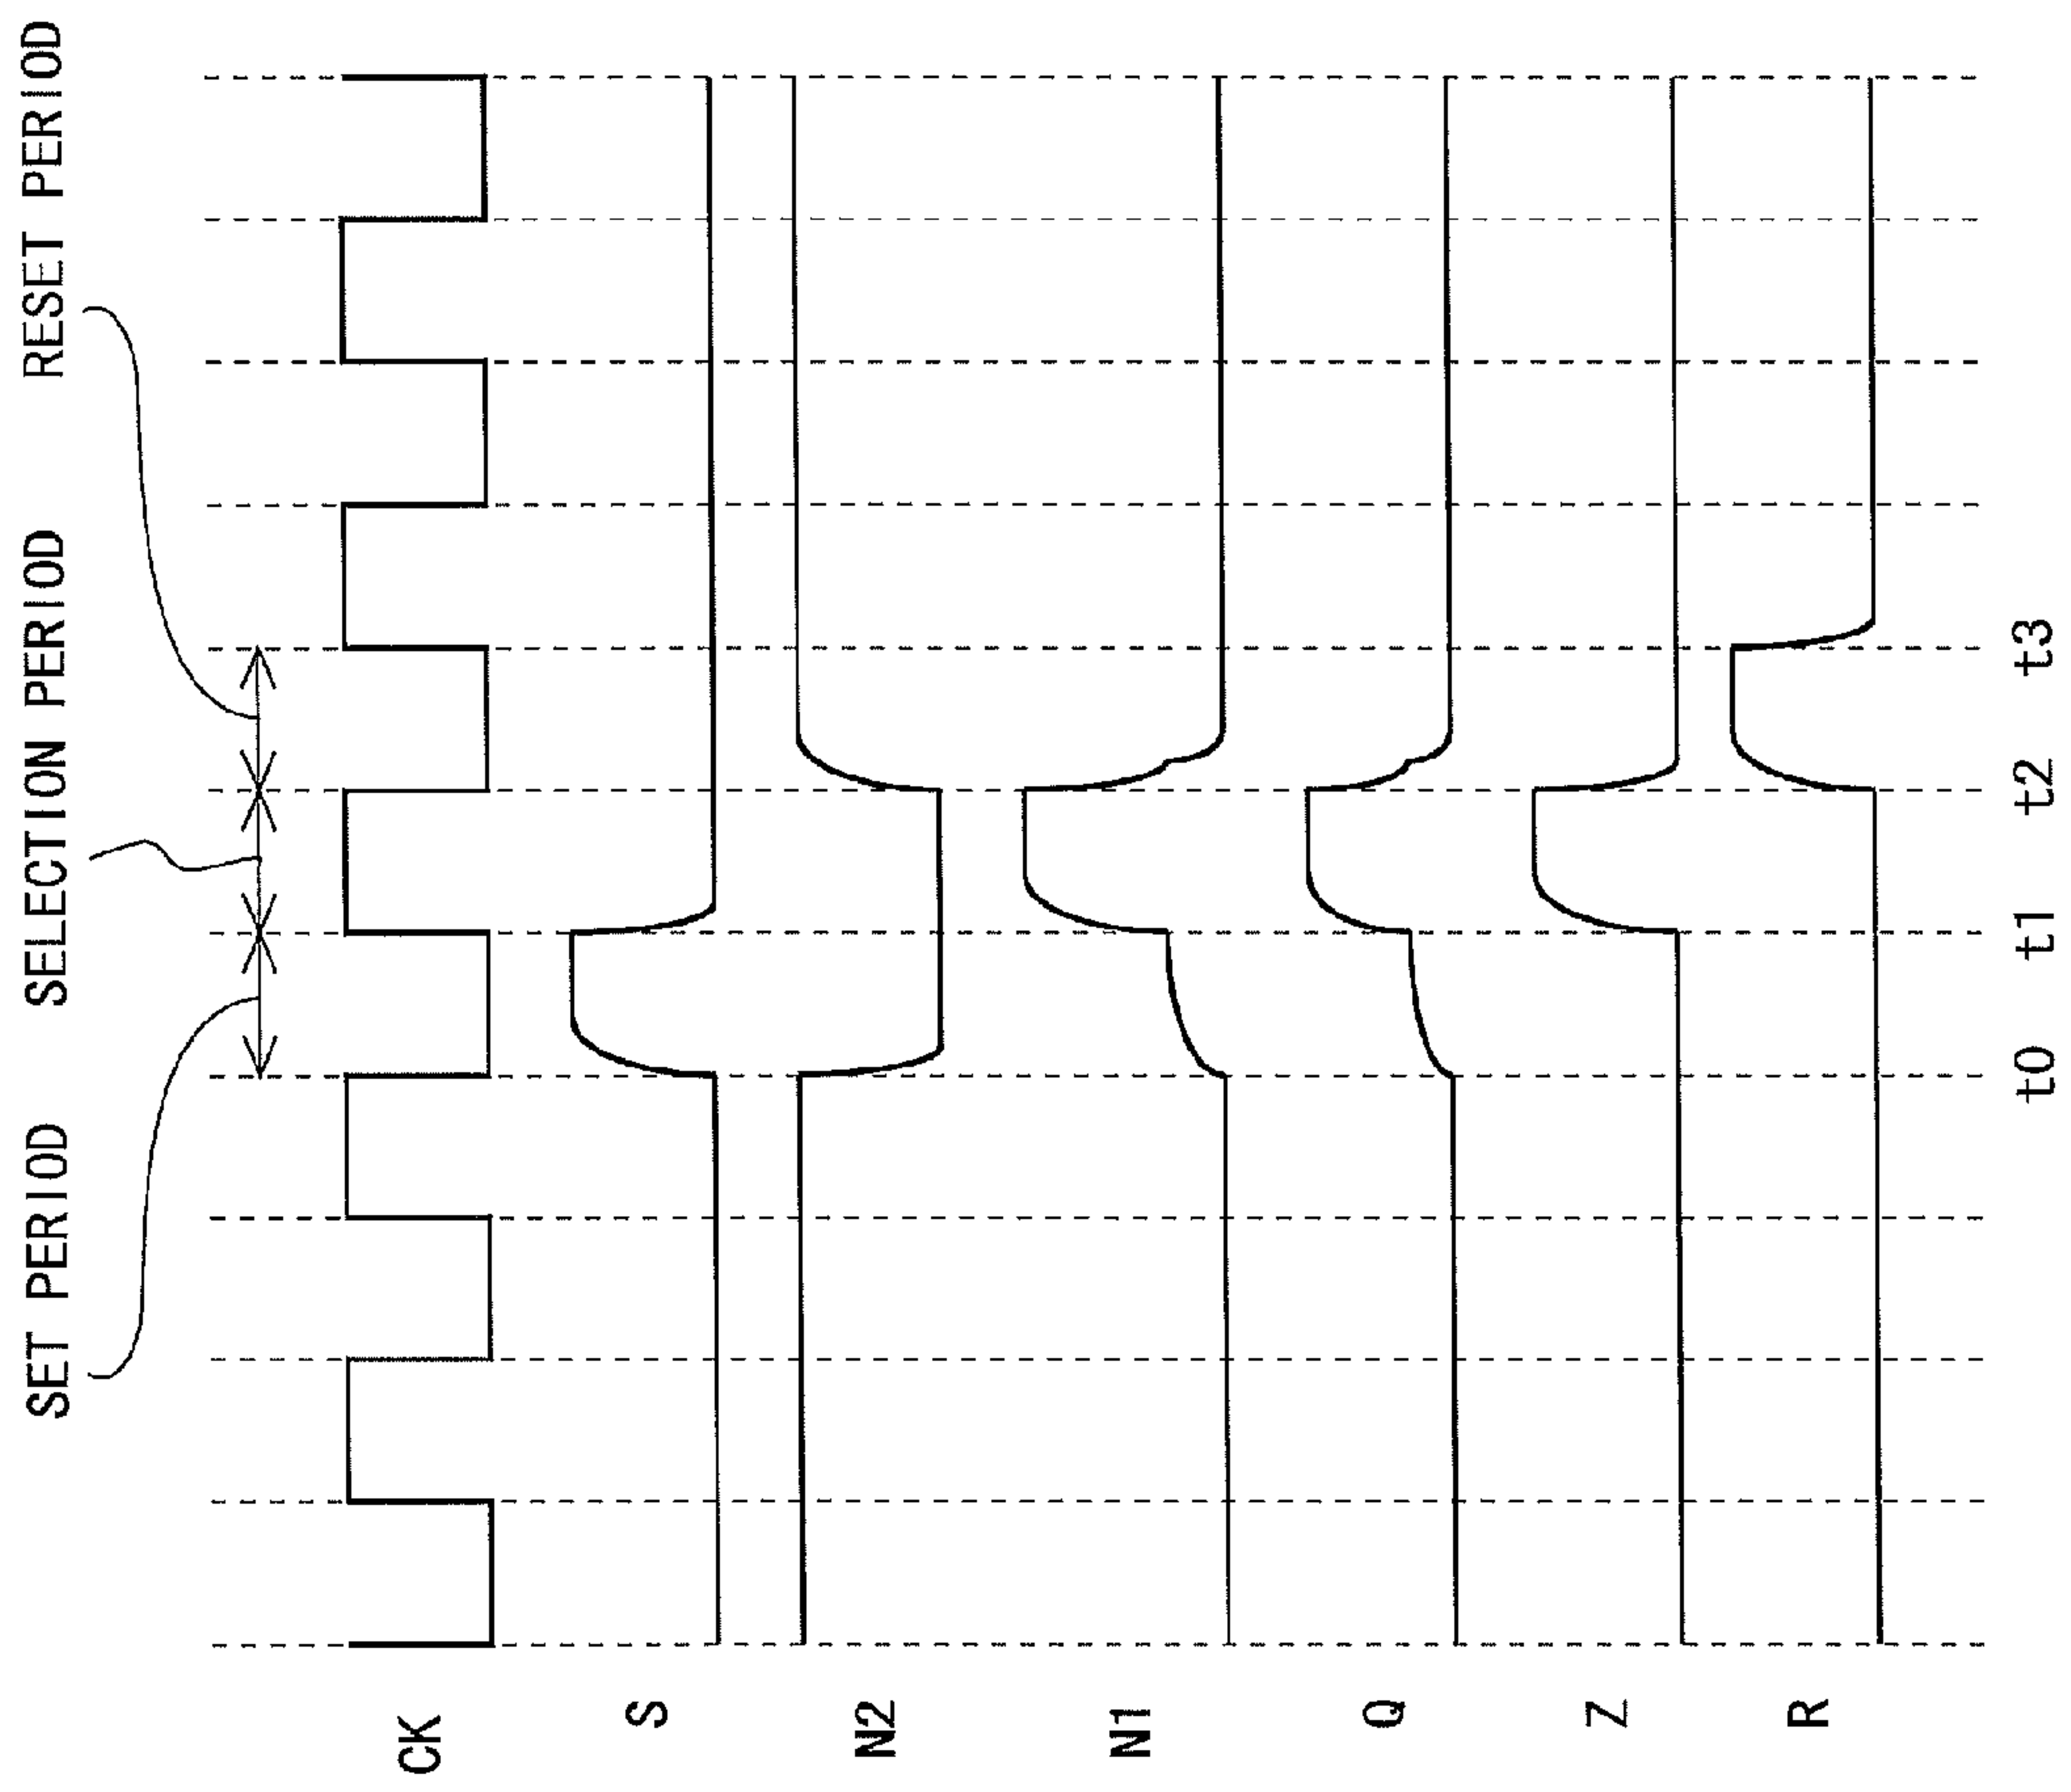 SET PERIOD
SELECTION PERIOD
RESET PERIOD
CK
S
N2
N1
Q
Z
R
t0
t1
t2
t3